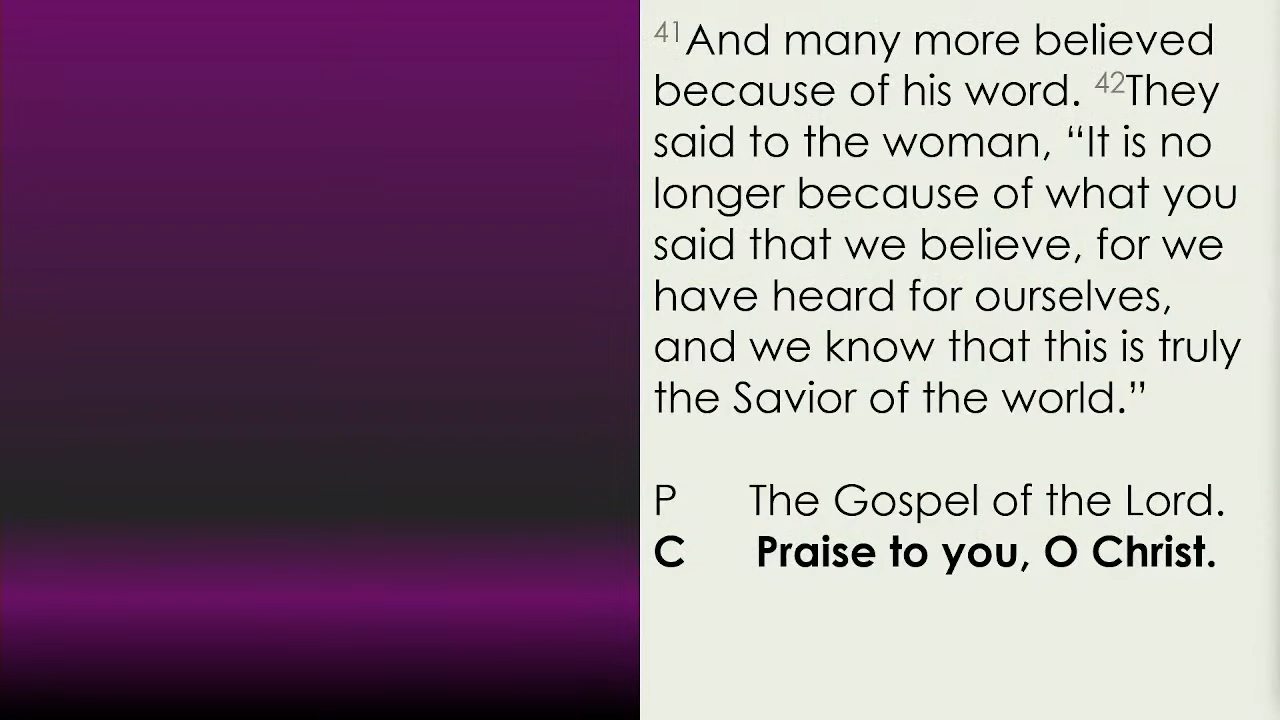 41And many more believed
because of his word. 42They
said to the woman, “It is no
longer because of what you
said that we believe, for we
have heard for ourselves,
and we know that this is truly
the Savior of the world.”
P The Gospel of the Lord.
C Praise to you, O Christ.